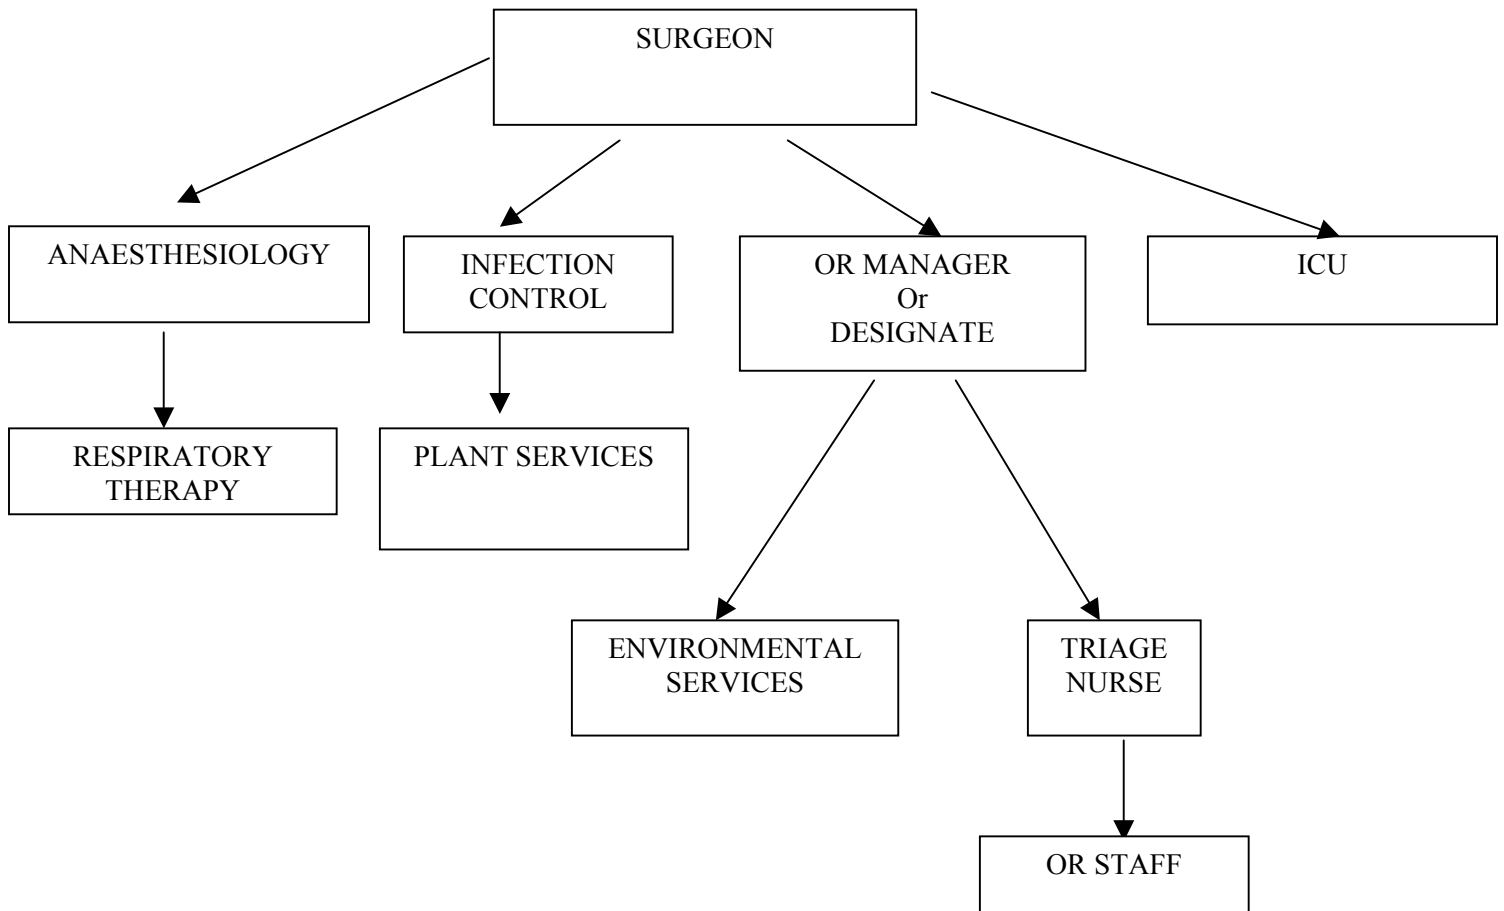 SURGEON
ANAESTHESIOLOGY
INFECTION
CONTROL
OR MANAGER
Or
DESIGNATE
ICU
RESPIRATORY
THERAPY
PLANT SERVICES
ENVIRONMENTAL
SERVICES
TRIAGE
NURSE
OR STAFF